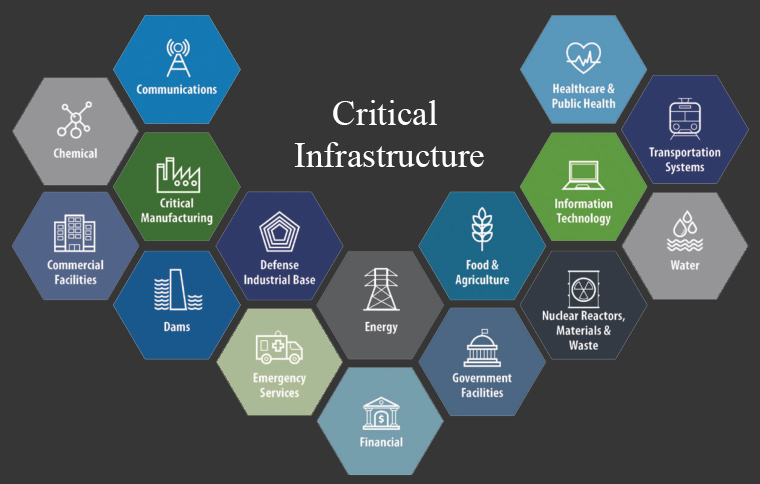 Critical
Infrastructure
Communications
Healthcare &
Public Health
Chemical
Transportation
Systems
Critical
Manufacturing
Information
Technology
Commercial
Facilities
Defense
Industrial Base
Food &
Agriculture
Water
Dams
Energy
Nuclear Reactors,
Materials &
Waste
Emergency
Services
Government
Facilities
$
Financial